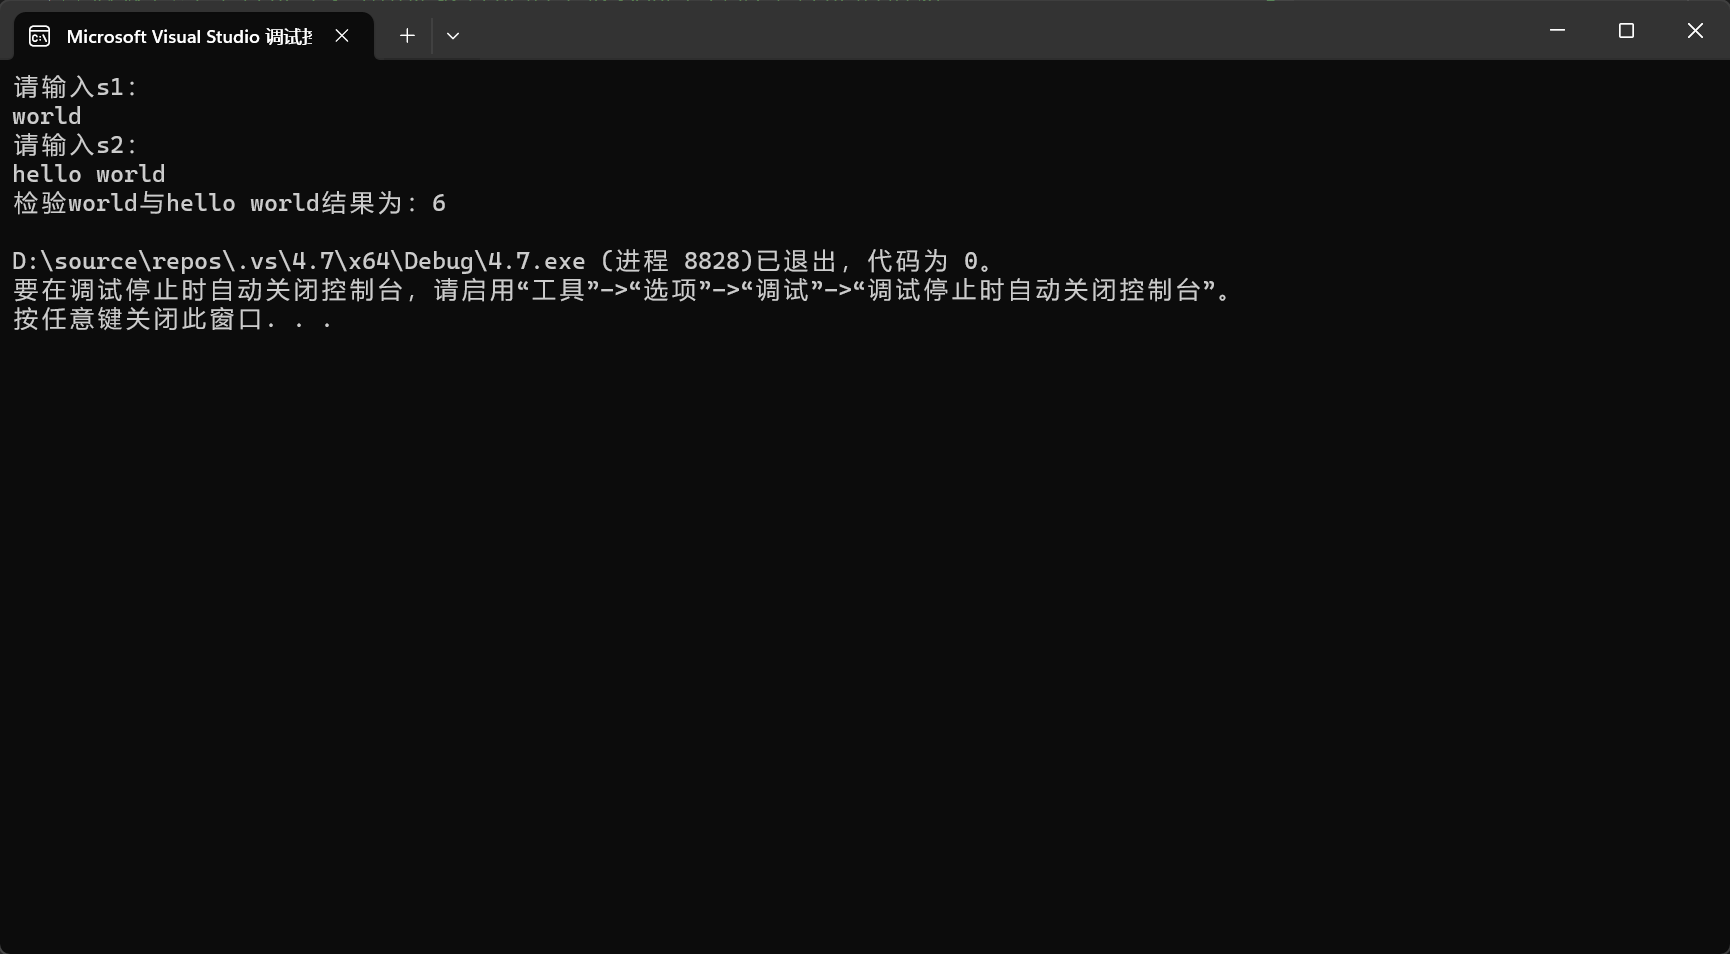 Microsoft Visual Studio 调试
请输入s1：
world
请输入s2：
hello world
检验world与hello world结果为：6
D:\source\repos\.vs\4.7\x64\Debug\4.7.exe (进程 8828)已退出，代码为 0。
要在调试停止时自动关闭控制台，请启用“工具”->“选项”->“调试”->“调试停止时自动关闭控制台”。
按任意键关闭此窗口. . .